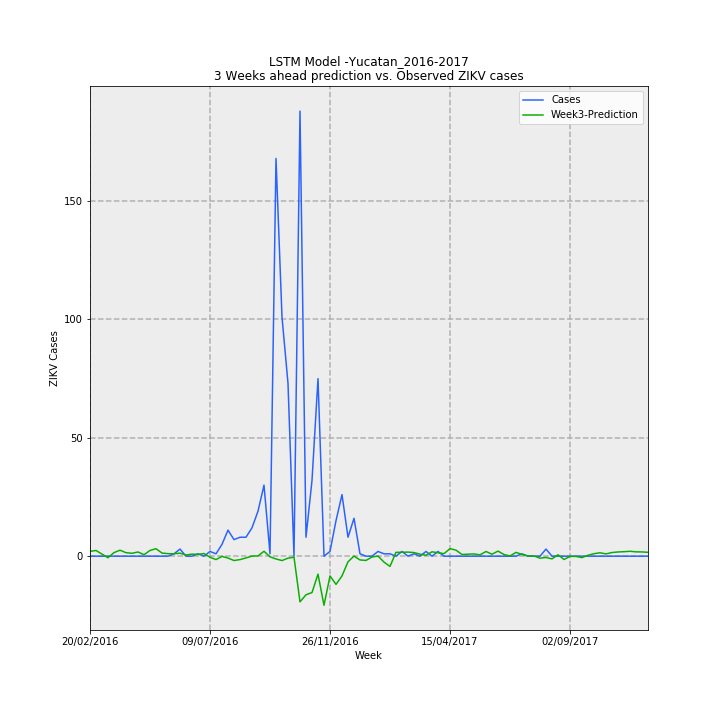 LSTM Model -Yucatan_2016-2017
3 Weeks ahead prediction vs. Observed ZIKV cases
Cases
Week3-Prediction
150
100
50
0
ZIKV Cases
20/02/2016
09/07/2016
26/11/2016
15/04/2017
02/09/2017
Week